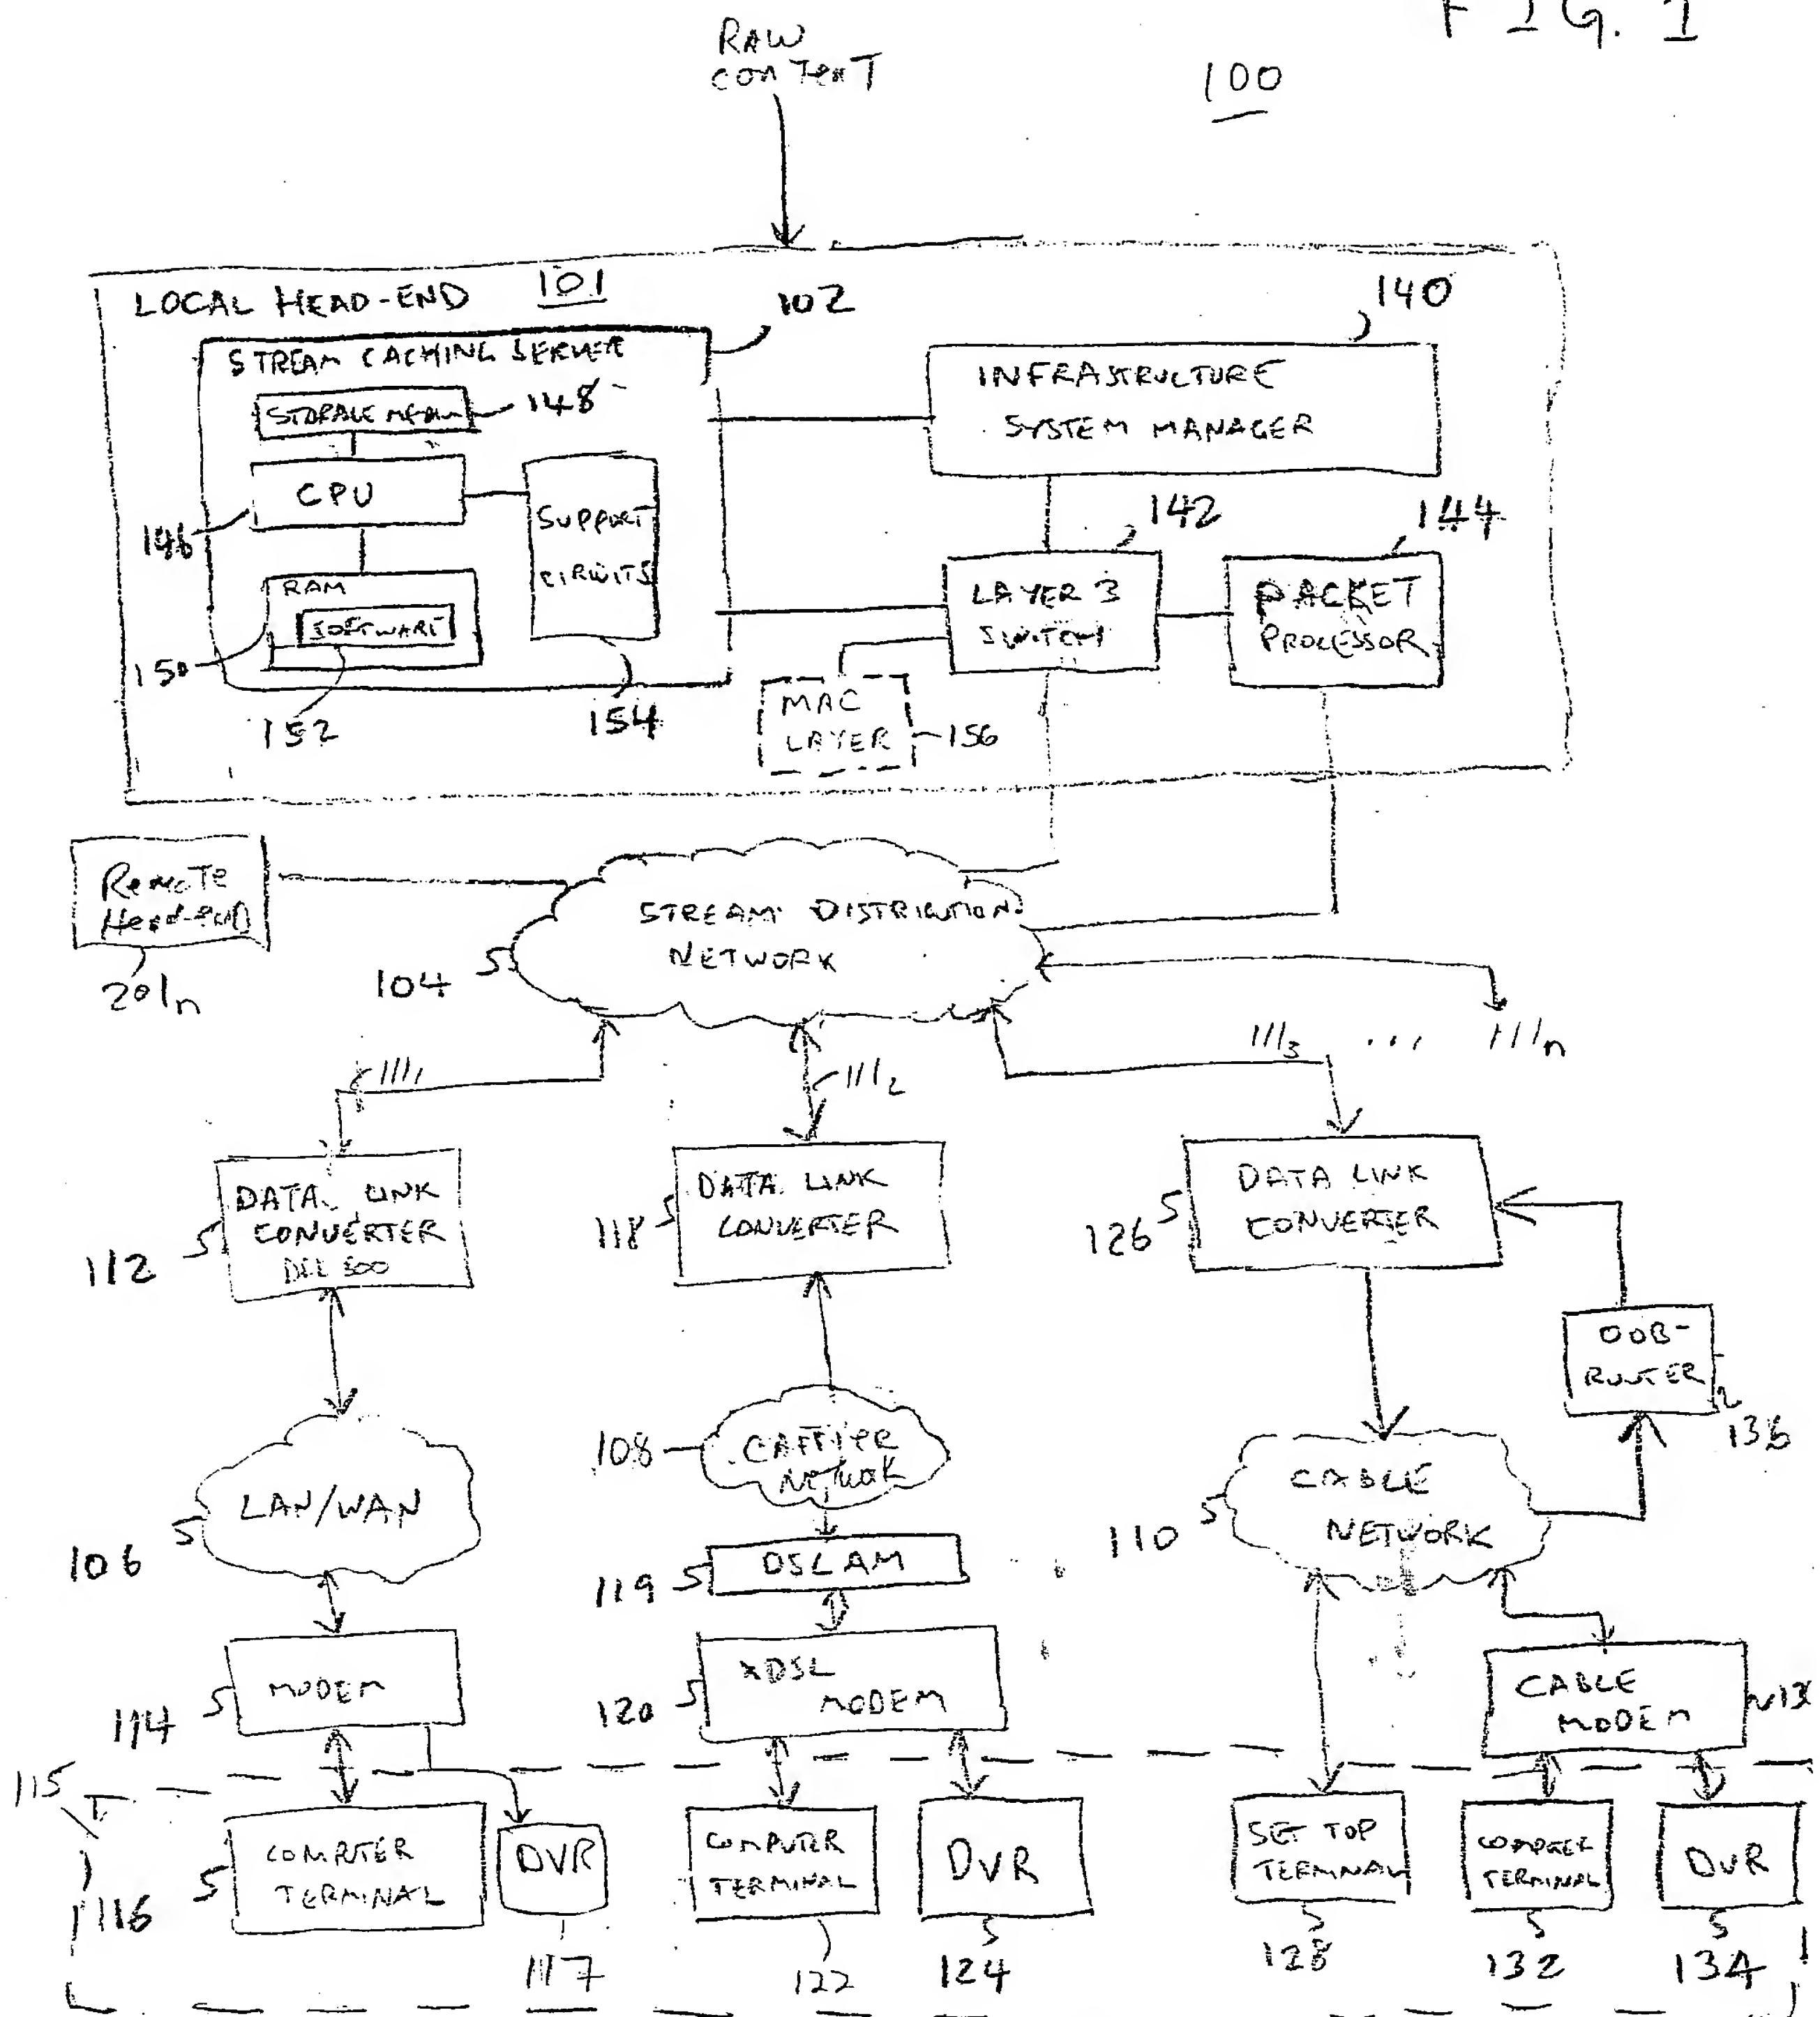 FIG. 1
RAW
CONTENT
100
LOCAL HEAD-END 101
102
140
STREAM CACHING SERVER
STORAGE
148
INFRASTRUCTURE
SYSTEM MANAGER
CPU
146
SUPPORT
CIRCUITS
142
144
RAM
SOFTWARE
LAYER 3
SWITCH
PACKET
PROCESSOR
150
152
154
MAC
LAYER
156
Remote
Head-end
201n
STREAM DISTRIBUTION
NETWORK
104
111₁
111₂
111₃
...
111n
DATA LINK
CONVERTER
112
DATA LINK
CONVERTER
118
DATA LINK
CONVERTER
126
OOB-
ROUTER
136
LAN/WAN
106
108
CARRIER
NETWORK
CABLE
NETWORK
110
119
DSLAM
MODEM
114
XDSL
MODEM
120
CABLE
MODEM
115
COMPUTER
TERMINAL
116
DVR
117
COMPUTER
TERMINAL
122
DVR
124
SET TOP
TERMINAL
128
COMPUTER
TERMINAL
132
DVR
134